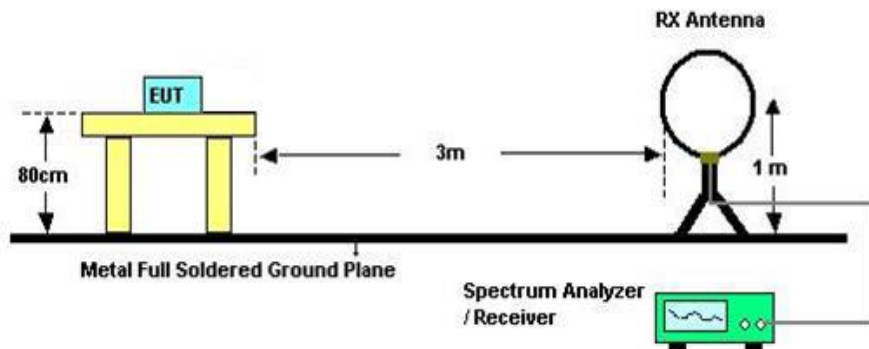 RX Antenna
EUT
80cm
3m
1 m
Metal Full Soldered Ground Plane
Spectrum Analyzer
/ Receiver